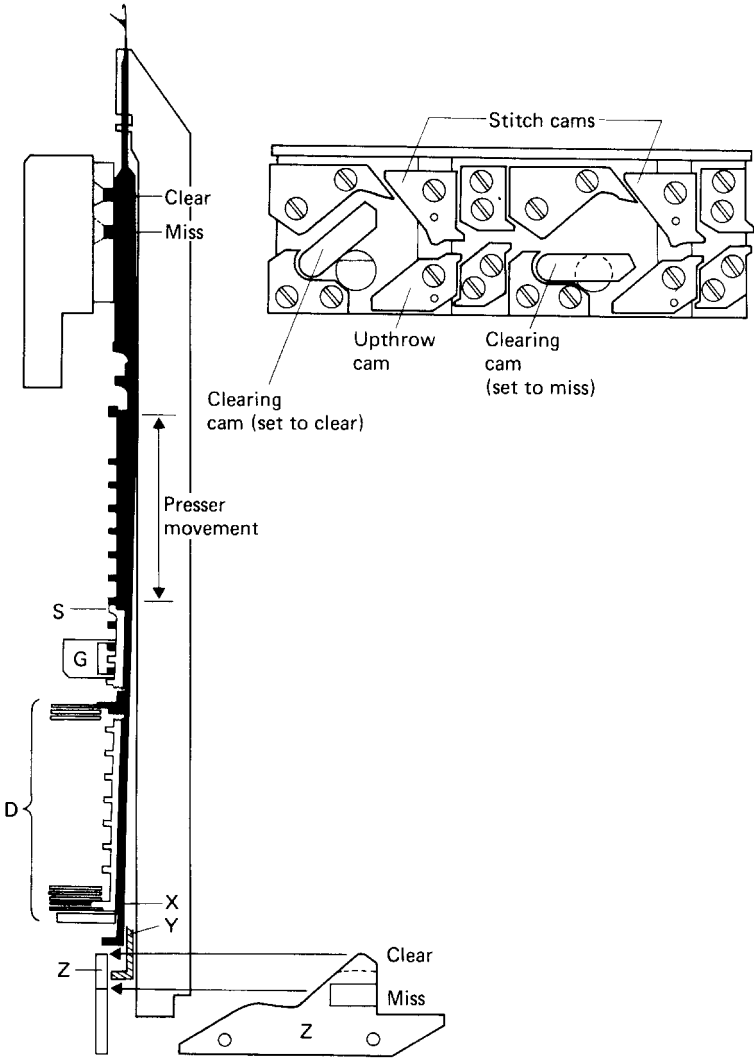 Stitch cams
Clear
Miss
Upthrow
cam
Clearing
cam
(set to miss)
Clearing
cam (set to clear)
Presser
movement
S
G
D
X
Y
Z
Clear
Miss
Z